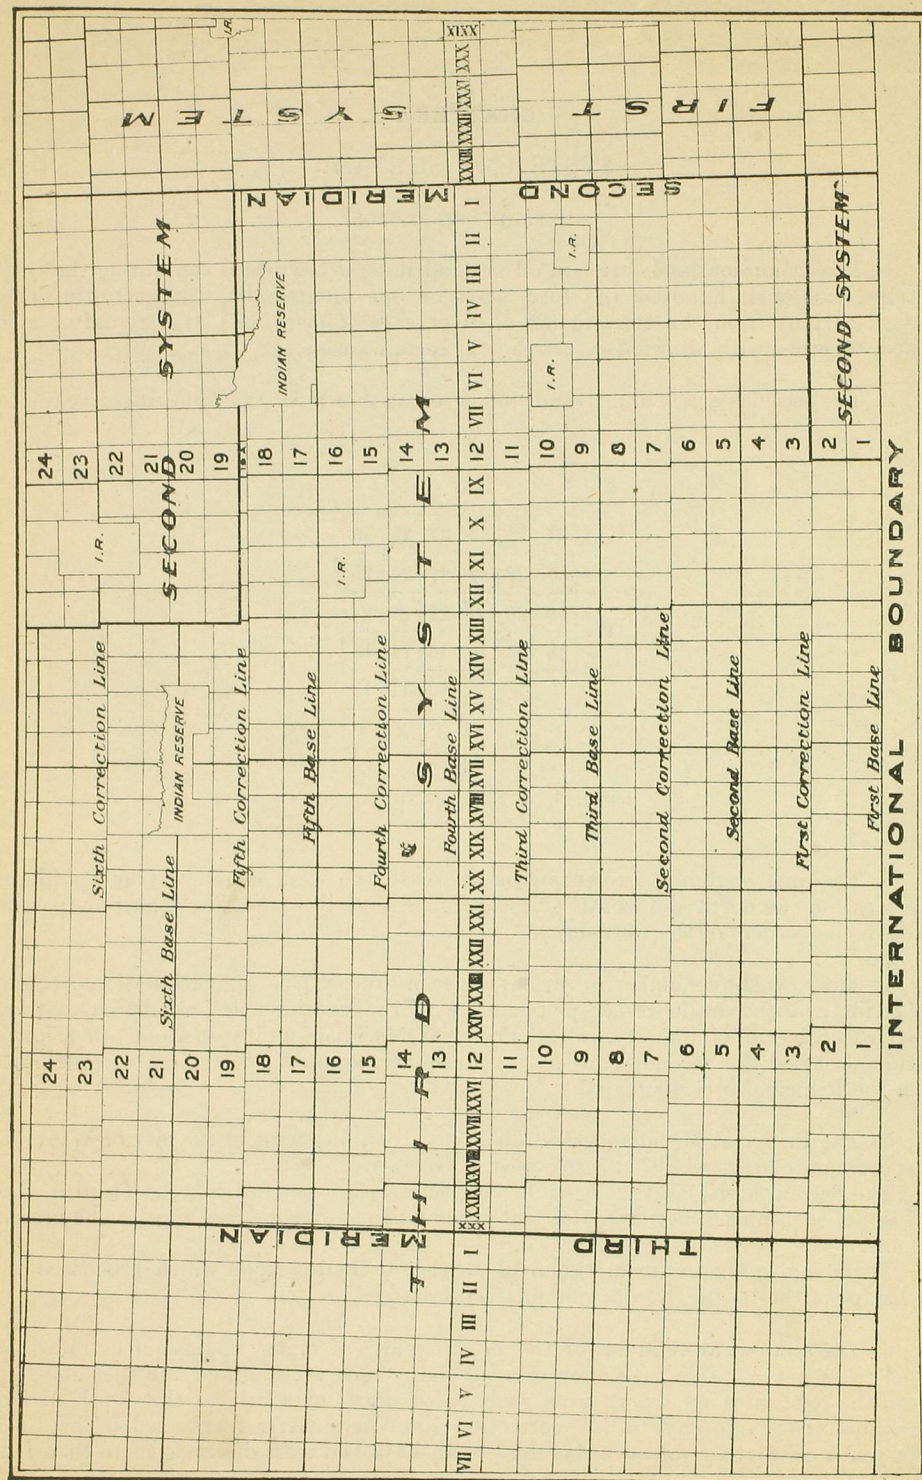 24 24
I.R.
23 23
Sixth Correction Line I.R.
22 22
SECOND SYSTEM
21 21
Sixth Base Line
INDIAN RESERVE
20 20
19 19
Fifth Correction Line
INDIAN RESERVE
18 18
17 17
Fifth Base Line
16 I.R. 16
15 15
Fourth Correction Line
14 14
THIRD SYSTEM
13 13
Fourth Base Line
VII VI V IV III II I XXX XXIX XXVIII XXVII XXVI 12 XXIV XXIII XXII XXI XX XIX XVIII XVII XVI XV XIV XIII XII XI X IX 12 VII VI V IV III II I XXXIII XXXII XXXI XXX XXIX
11 11
Third Correction Line
10 10 I.R.
9 9 I.R.
Third Base Line
8 8
7 7
Second Correction Line
6 6
5 5
Second Base Line
4 4
3 3
First Correction Line
2 2
SECOND SYSTEM
1 1
First Base Line
INTERNATIONAL BOUNDARY
THIRD MERIDIAN
SECOND MERIDIAN
FIRST SYSTEM